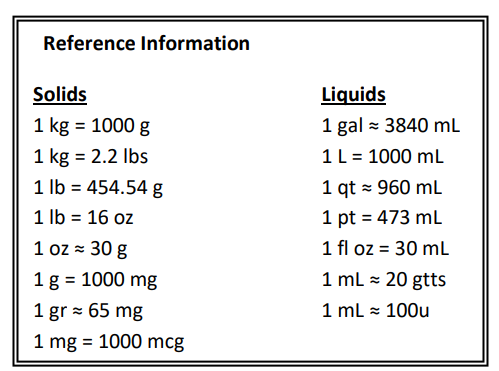 Reference Information
Solids
1 kg = 1000 g
1 kg = 2.2 lbs
1 lb = 454.54 g
1 lb = 16 oz
1 oz ≈ 30 g
1 g = 1000 mg
1 gr ≈ 65 mg
1 mg = 1000 mcg
Liquids
1 gal ≈ 3840 mL
1 L = 1000 mL
1 qt ≈ 960 mL
1 pt = 473 mL
1 fl oz = 30 mL
1 mL ≈ 20 gtts
1 mL ≈ 100u